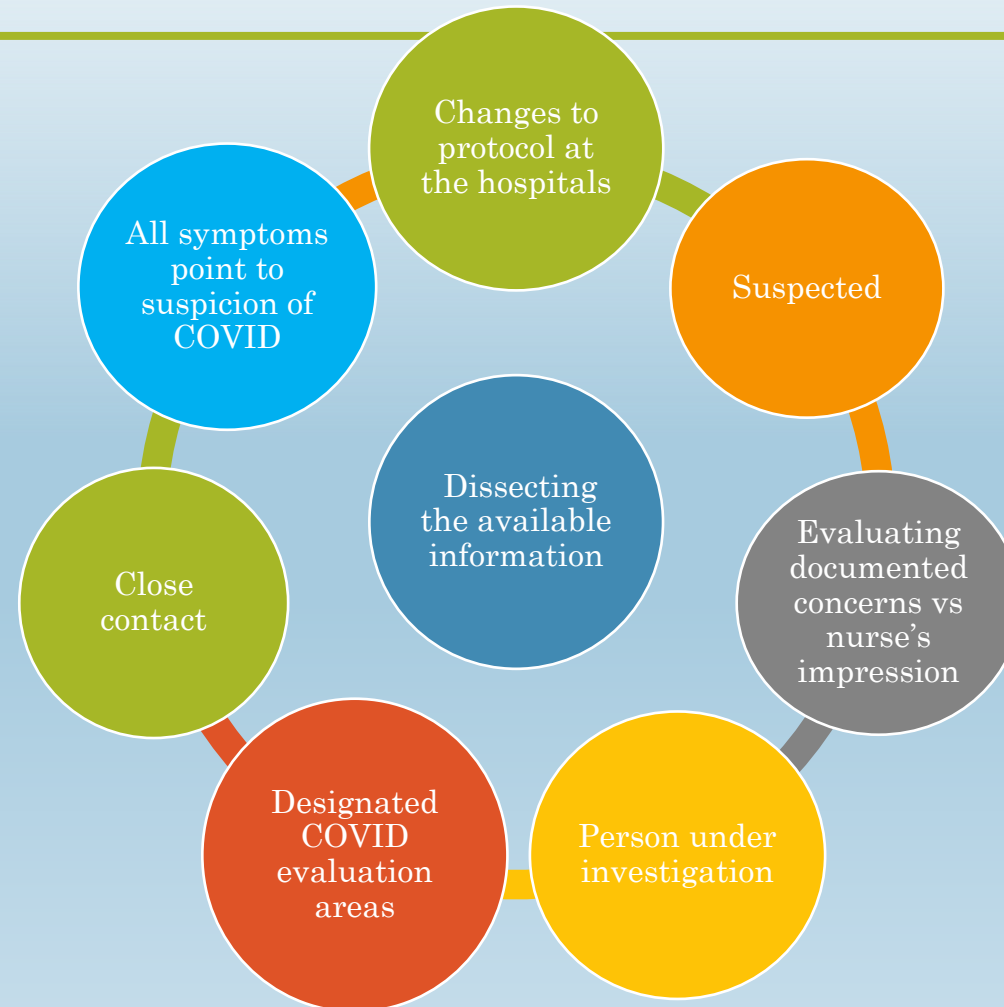 Changes to
protocol at
the hospitals
Suspected
Evaluating
documented
concerns vs
nurse’s
impression
Person under
investigation
Designated
COVID
evaluation
areas
Close
contact
All symptoms
point to
suspicion of
COVID
Dissecting
the available
information